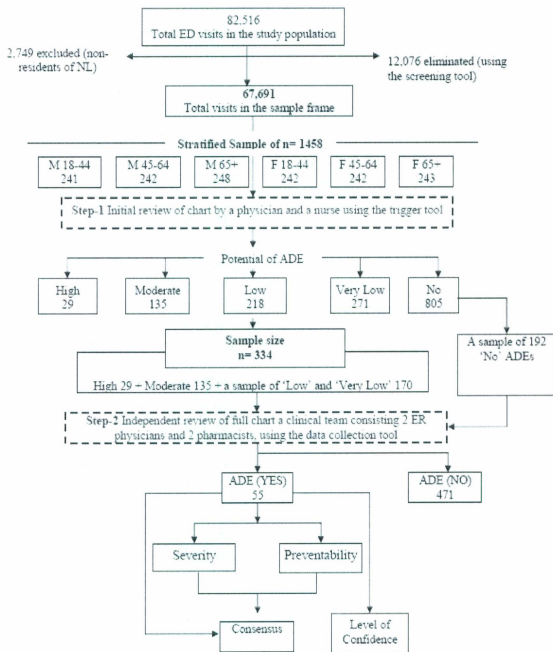 82,516
Total ED visits in the study population
2,749 excluded (non-
residents of NL)
12,076 eliminated (using
the screening tool)
67,691
Total visits in the sample frame
Stratified Sample of n= 1458
M 18-44
241
M 45-64
242
M 65+
248
F 18-44
242
F 45-64
242
F 65+
243
Step-1 Initial review of chart by a physician and a nurse using the trigger tool
Potential of ADE
High
29
Moderate
135
Low
218
Very Low
271
No
805
Sample size
n= 334
A sample of 192
'No' ADEs
High 29 + Moderate 135 + a sample of 'Low' and 'Very Low' 170
Step-2 Independent review of full chart a clinical team consisting 2 ER
physicians and 2 pharmacists, using the data collection tool
ADE (YES)
55
ADE (NO)
471
Severity
Preventability
Consensus
Level of
Confidence